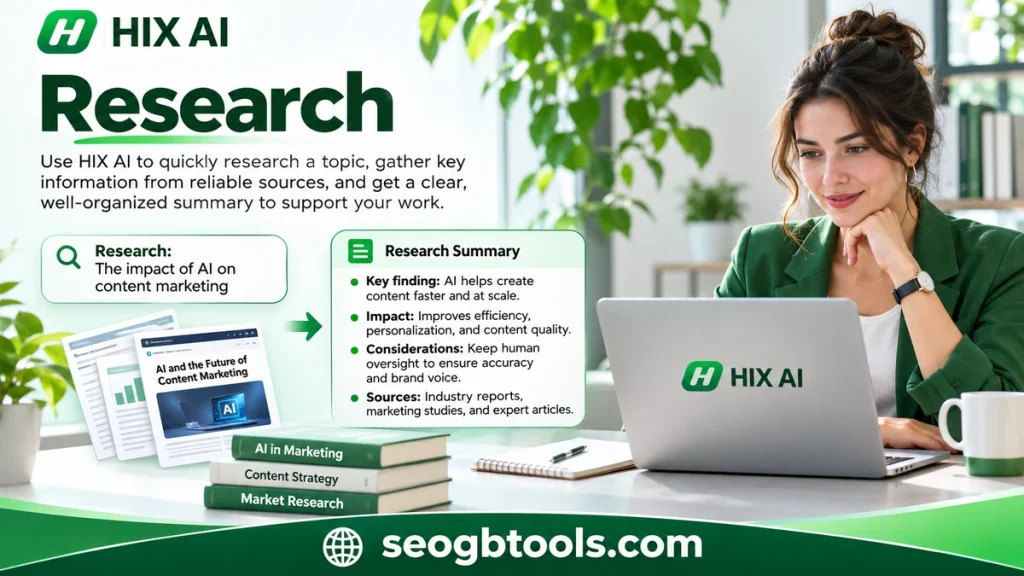 HIX AI
Research
Use HIX AI to quickly research a topic, gather key
information from reliable sources, and get a clear,
well-organized summary to support your work.
Research:
The impact of AI on
content marketing
AI and the Future of
Content Marketing
AI
Research Summary
Key finding: AI helps create
content faster and at scale.
Impact: Improves efficiency,
personalization, and content quality.
Considerations: Keep human
oversight to ensure accuracy
and brand voice.
Sources: Industry reports,
marketing studies, and expert articles.
AI in Marketing
Content Strategy
Market Research
HIX AI
seogbtools.com